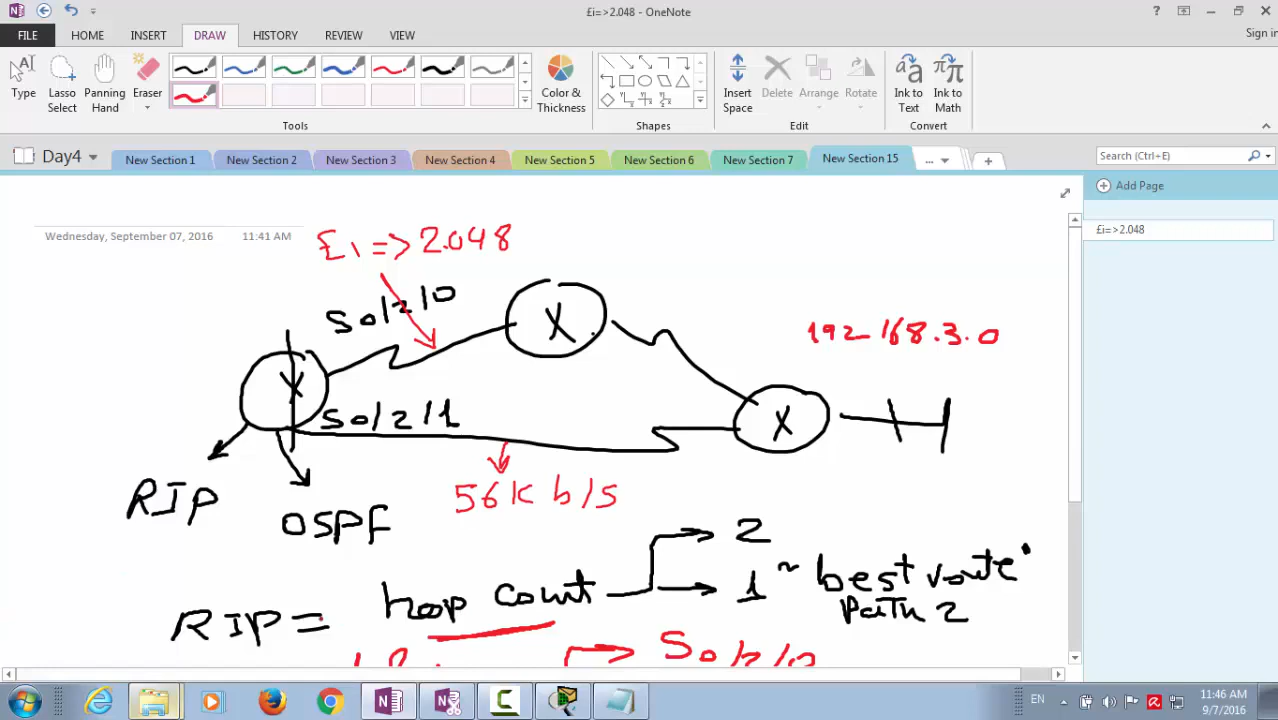 £i=>2.048 - OneNote
FILE HOME INSERT DRAW HISTORY REVIEW VIEW
Sign in
Type
Lasso Select
Panning Hand
Eraser
Color & Thickness
Insert Space
Delete
Arrange
Rotate
Ink to Text
Ink to Math
Tools
Shapes
Edit
Convert
Day4
New Section 1
New Section 2
New Section 3
New Section 4
New Section 5
New Section 6
New Section 7
New Section 15
...
Search (Ctrl+E)
Add Page
£i=>2.048
Wednesday, September 07, 2016 11:41 AM
E1 => 2.048
So/2/0
X
192.168.3.0
X
So/2/1
X
56K b/s
RIP
OSPF
2
RIP = hop count
1 ~ best route
path 2
So/2/0
EN
11:46 AM
9/7/2016